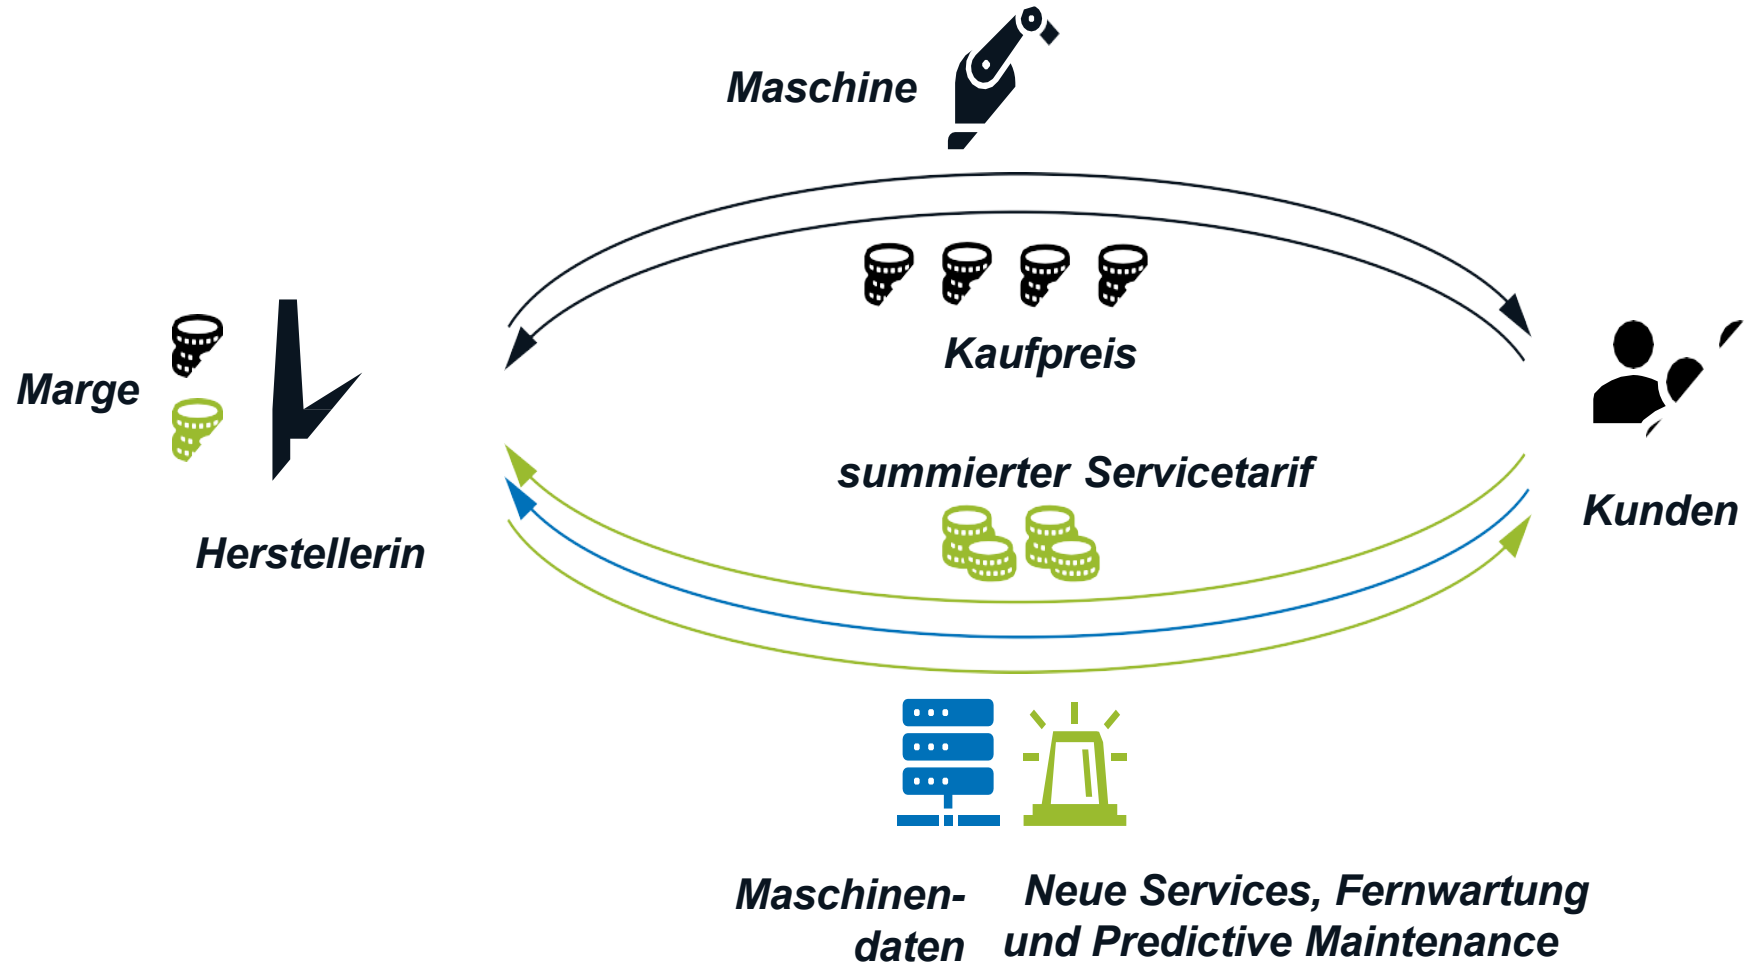 Maschine
Kaufpreis
Marge
summierter Servicetarif
Kunden
Herstellerin
Maschinen-
daten
Neue Services, Fernwartung
und Predictive Maintenance